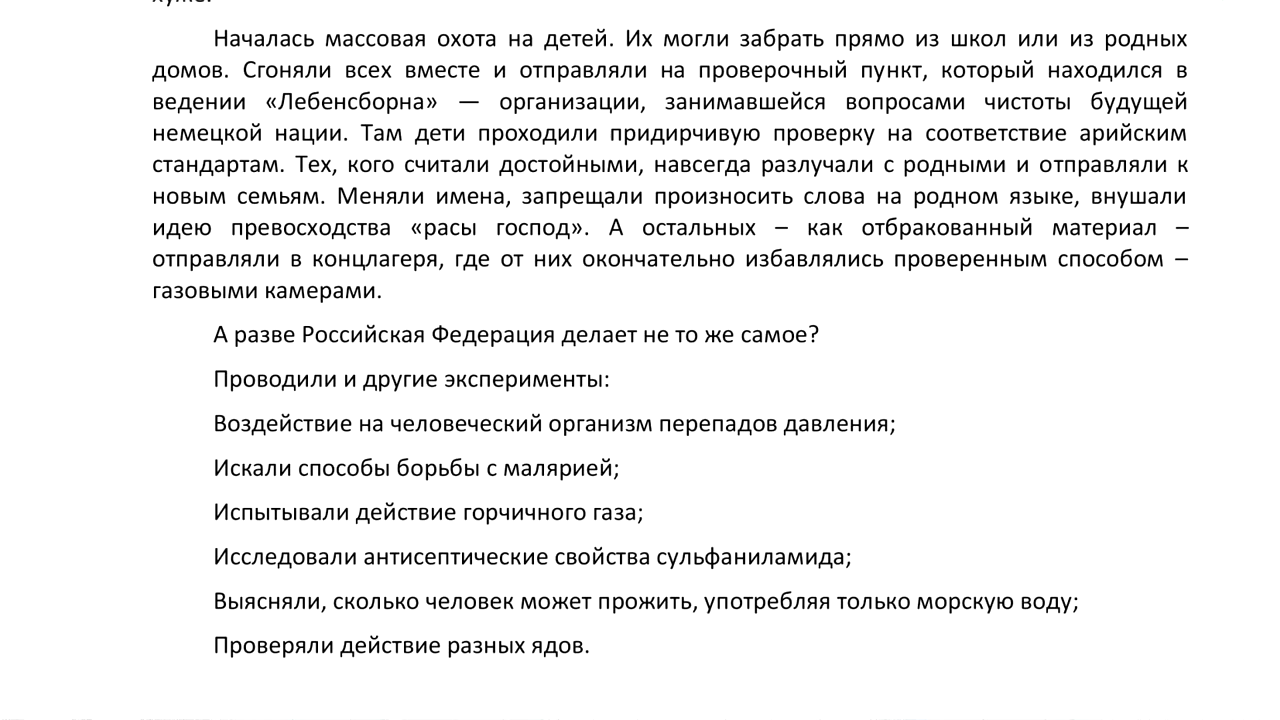 хуже.
Началась массовая охота на детей. Их могли забрать прямо из школ или из родных
домов. Сгоняли всех вместе и отправляли на проверочный пункт, который находился в
ведении «Лебенсборна» — организации, занимавшейся вопросами чистоты будущей
немецкой нации. Там дети проходили придирчивую проверку на соответствие арийским
стандартам. Тех, кого считали достойными, навсегда разлучали с родными и отправляли к
новым семьям. Меняли имена, запрещали произносить слова на родном языке, внушали
идею превосходства «расы господ». А остальных – как отбракованный материал –
отправляли в концлагеря, где от них окончательно избавлялись проверенным способом –
газовыми камерами.
А разве Российская Федерация делает не то же самое?
Проводили и другие эксперименты:
Воздействие на человеческий организм перепадов давления;
Искали способы борьбы с малярией;
Испытывали действие горчичного газа;
Исследовали антисептические свойства сульфаниламида;
Выясняли, сколько человек может прожить, употребляя только морскую воду;
Проверяли действие разных ядов.